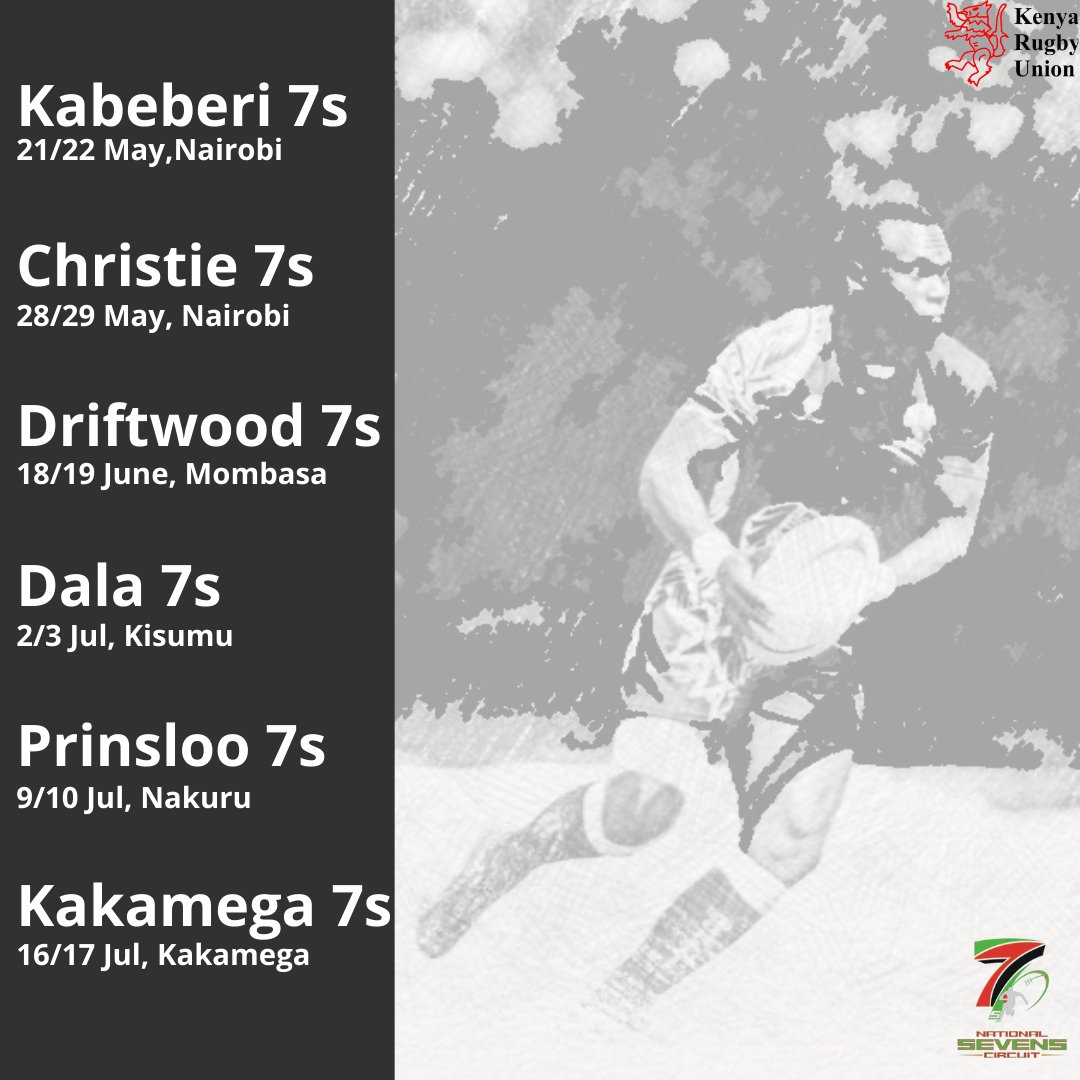 Kenya
Rugby
Union
Kabeberi 7s
21/22 May,Nairobi
Christie 7s
28/29 May, Nairobi
Driftwood 7s
18/19 June, Mombasa
Dala 7s
2/3 Jul, Kisumu
Prinsloo 7s
9/10 Jul, Nakuru
Kakamega 7s
16/17 Jul, Kakamega
7
NATIONAL
SEVENS
CIRCUIT